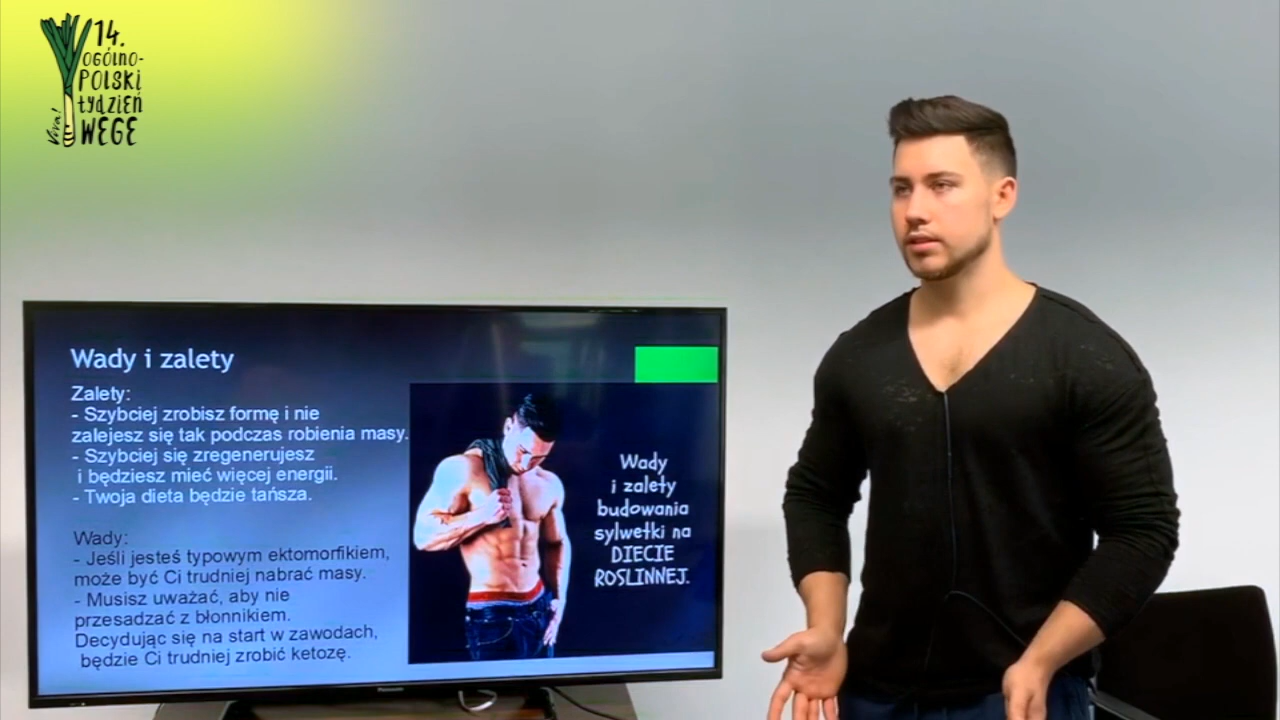 14.
OGÓLNO-
POLSKI
tydzień
WEGE
Viva!
Wady i zalety
Zalety:
- Szybciej zrobisz formę i nie
zalejesz się tak podczas robienia masy.
- Szybciej się zregenerujesz
i będziesz mieć więcej energii.
- Twoja dieta będzie tańsza.
Wady:
- Jeśli jesteś typowym ektomorfikiem,
może być Ci trudniej nabrać masy.
- Musisz uważać, aby nie
przesadzać z błonnikiem.
Decydując się na start w zawodach,
będzie Ci trudniej zrobić ketozę.
Wady
i zalety
budowania
sylwetki na
DIECIE
ROŚLINNEJ.
Panasonic